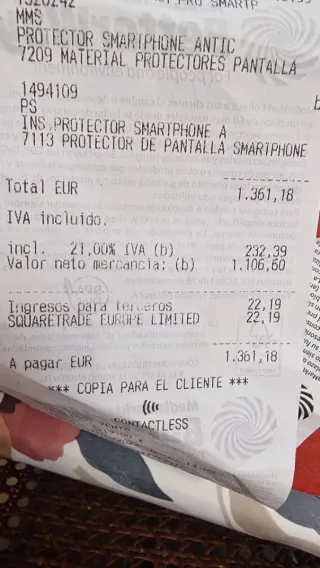 1520242
MMS
PROTECTOR SMARTPHONE ANTIC
7209 MATERIAL PROTECTORES PANTALLA
1494109
PS
INS.PROTECTOR SMARTPHONE A
7113 PROTECTOR DE PANTALLA SMARTPHONE
Total EUR 1.361,18
IVA incluido.
incl. 21,00% IVA (b) 232,39
Valor neto mercancia: (b) 1.106,60
Ingresos para terceros 22,19
SQUARETRADE EUROPE LIMITED 22,19
A pagar EUR 1.361,18
*** COPIA PARA EL CLIENTE ***
CONTACTLESS
VENTA